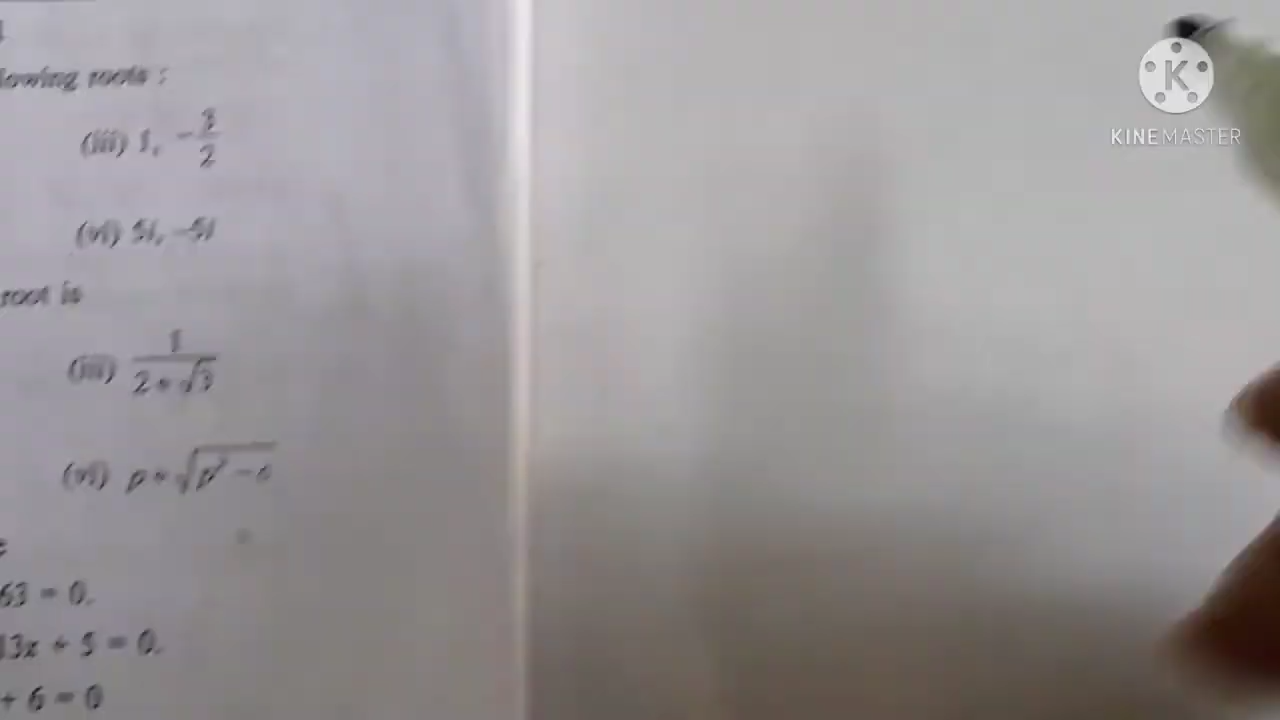 lowing roots :
(iii) 1, -3/2
(vi) 5i, -5i
root is
(iii) 1/(2+√3)
(vi) p+√(p²-
63 = 0.
13x + 5 = 0.
+ 6 = 0
K
KINEMASTER